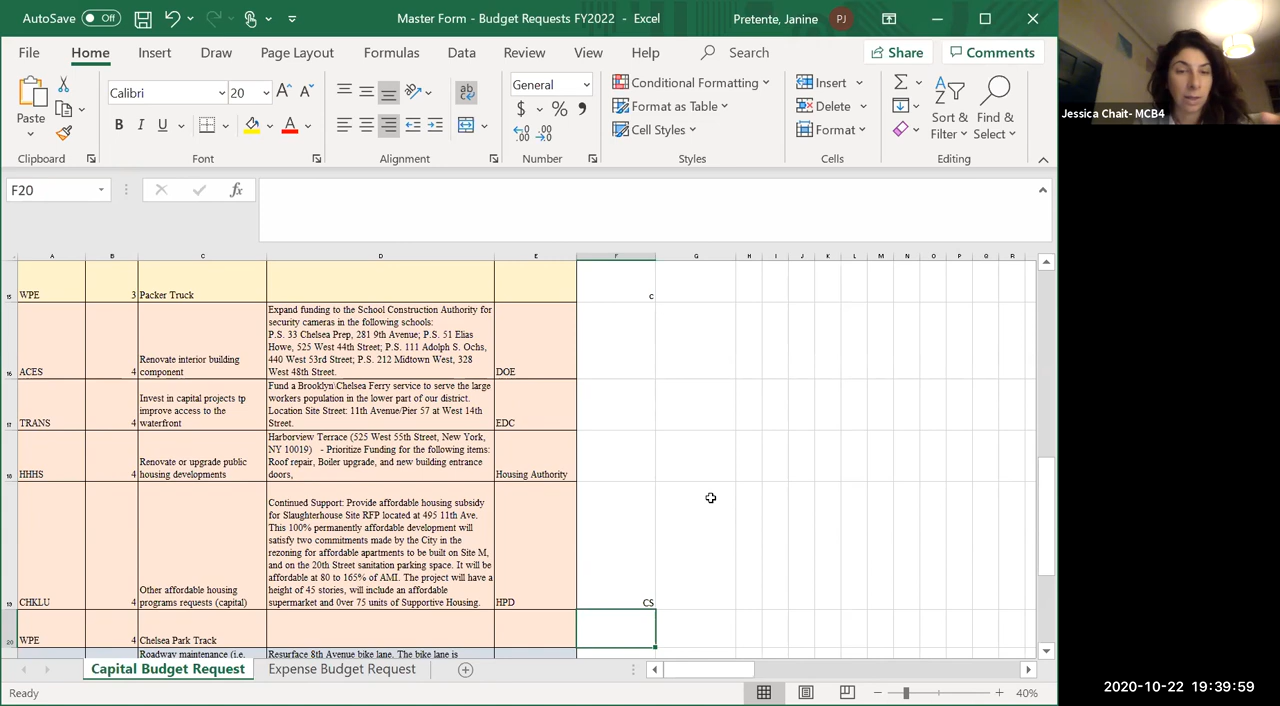 AutoSave Off Master Form - Budget Requests FY2022 - Excel Pretente, Janine PJ
File Home Insert Draw Page Layout Formulas Data Review View Help Search Share Comments
Paste
Clipboard
Calibri 20
B I U
Font
Alignment
General
$ % ,
Number
Conditional Formatting
Format as Table
Cell Styles
Styles
Insert
Delete
Format
Cells
Sort &
Filter
Find &
Select
Editing
Jessica Chait- MCB4
F20 fx
A B C D E F G H I J K L M N O P Q R
15 WPE 3 Packer Truck C
Expand funding to the School Construction Authority for
security cameras in the following schools:
P.S. 33 Chelsea Prep, 281 9th Avenue; P.S. 51 Elias
Howe, 525 West 44th Street; P.S. 111 Adolph S. Ochs,
440 West 53rd Street; P.S. 212 Midtown West, 328
West 48th Street.
16 ACES 4 Renovate interior building
component
DOE
Fund a Brooklyn\Chelsea Ferry service to serve the large
workers population in the lower part of our district.
Location Site Street: 11th Avenue/Pier 57 at West 14th
Street.
17 TRANS 4 Invest in capital projects tp
improve access to the
waterfront
EDC
Harborview Terrace (525 West 55th Street, New York,
NY 10019) - Prioritize Funding for the following items:
Roof repair, Boiler upgrade, and new building entrance
doors,
18 HHHS 4 Renovate or upgrade public
housing developments
Housing Authority
Continued Support: Provide affordable housing subsidy
for Slaughterhouse Site RFP located at 495 11th Ave.
This 100% permanently affordable development will
satisfy two commitments made by the City in the
rezoning for affordable apartments to be built on Site M,
and on the 20th Street sanitation parking space. It will be
affordable at 80 to 165% of AMI. The project will have a
height of 45 stories, will include an affordable
supermarket and 0ver 75 units of Supportive Housing.
19 CHKLU 4 Other affordable housing
programs requests (capital)
HPD CS
20 WPE 4 Chelsea Park Track
Roadway maintenance (i.e. Resurface 8th Avenue bike lane. The bike lane is
Capital Budget Request Expense Budget Request
Ready 40%
2020-10-22 19:39:59